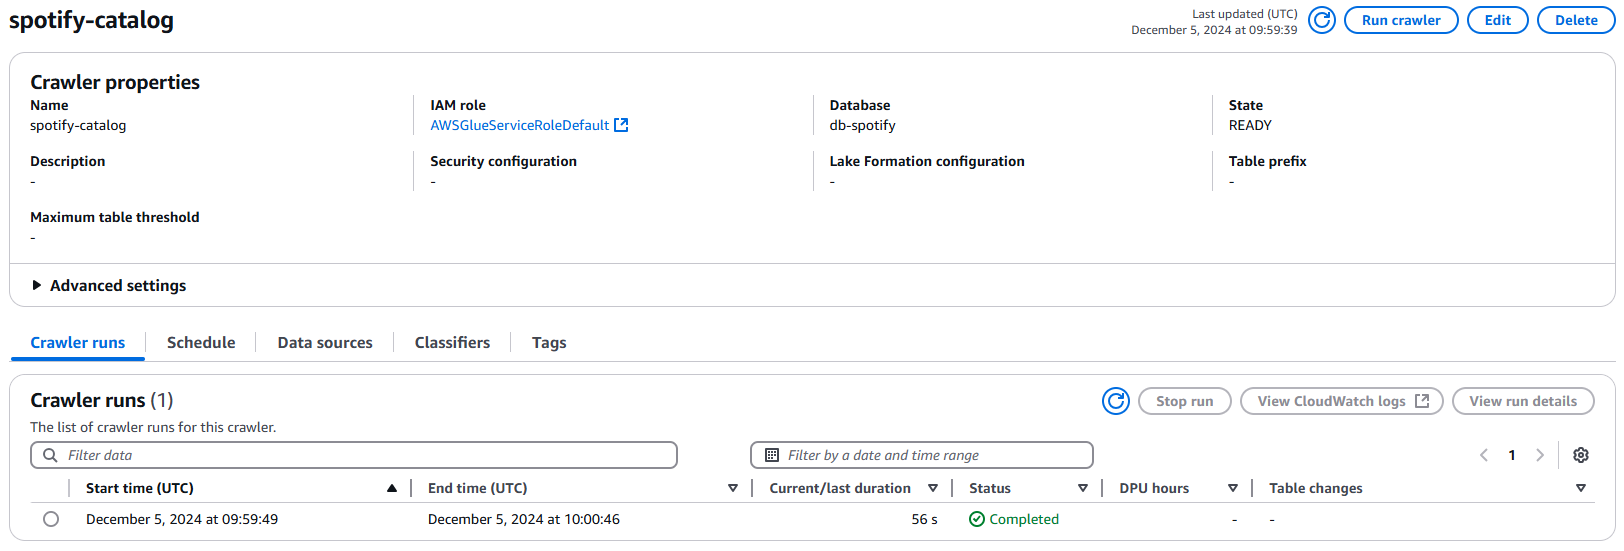 spotify-catalog
Last updated (UTC)
December 5, 2024 at 09:59:39
Run crawler
Edit
Delete
Crawler properties
Name
spotify-catalog
IAM role
AWSGlueServiceRoleDefault
Database
db-spotify
State
READY
Description
-
Security configuration
-
Lake Formation configuration
-
Table prefix
-
Maximum table threshold
-
Advanced settings
Crawler runs
Schedule
Data sources
Classifiers
Tags
Crawler runs (1)
The list of crawler runs for this crawler.
Stop run
View CloudWatch logs
View run details
Filter data
Filter by a date and time range
1
Start time (UTC) End time (UTC) Current/last duration Status DPU hours Table changes
December 5, 2024 at 09:59:49 December 5, 2024 at 10:00:46 56 s Completed - -